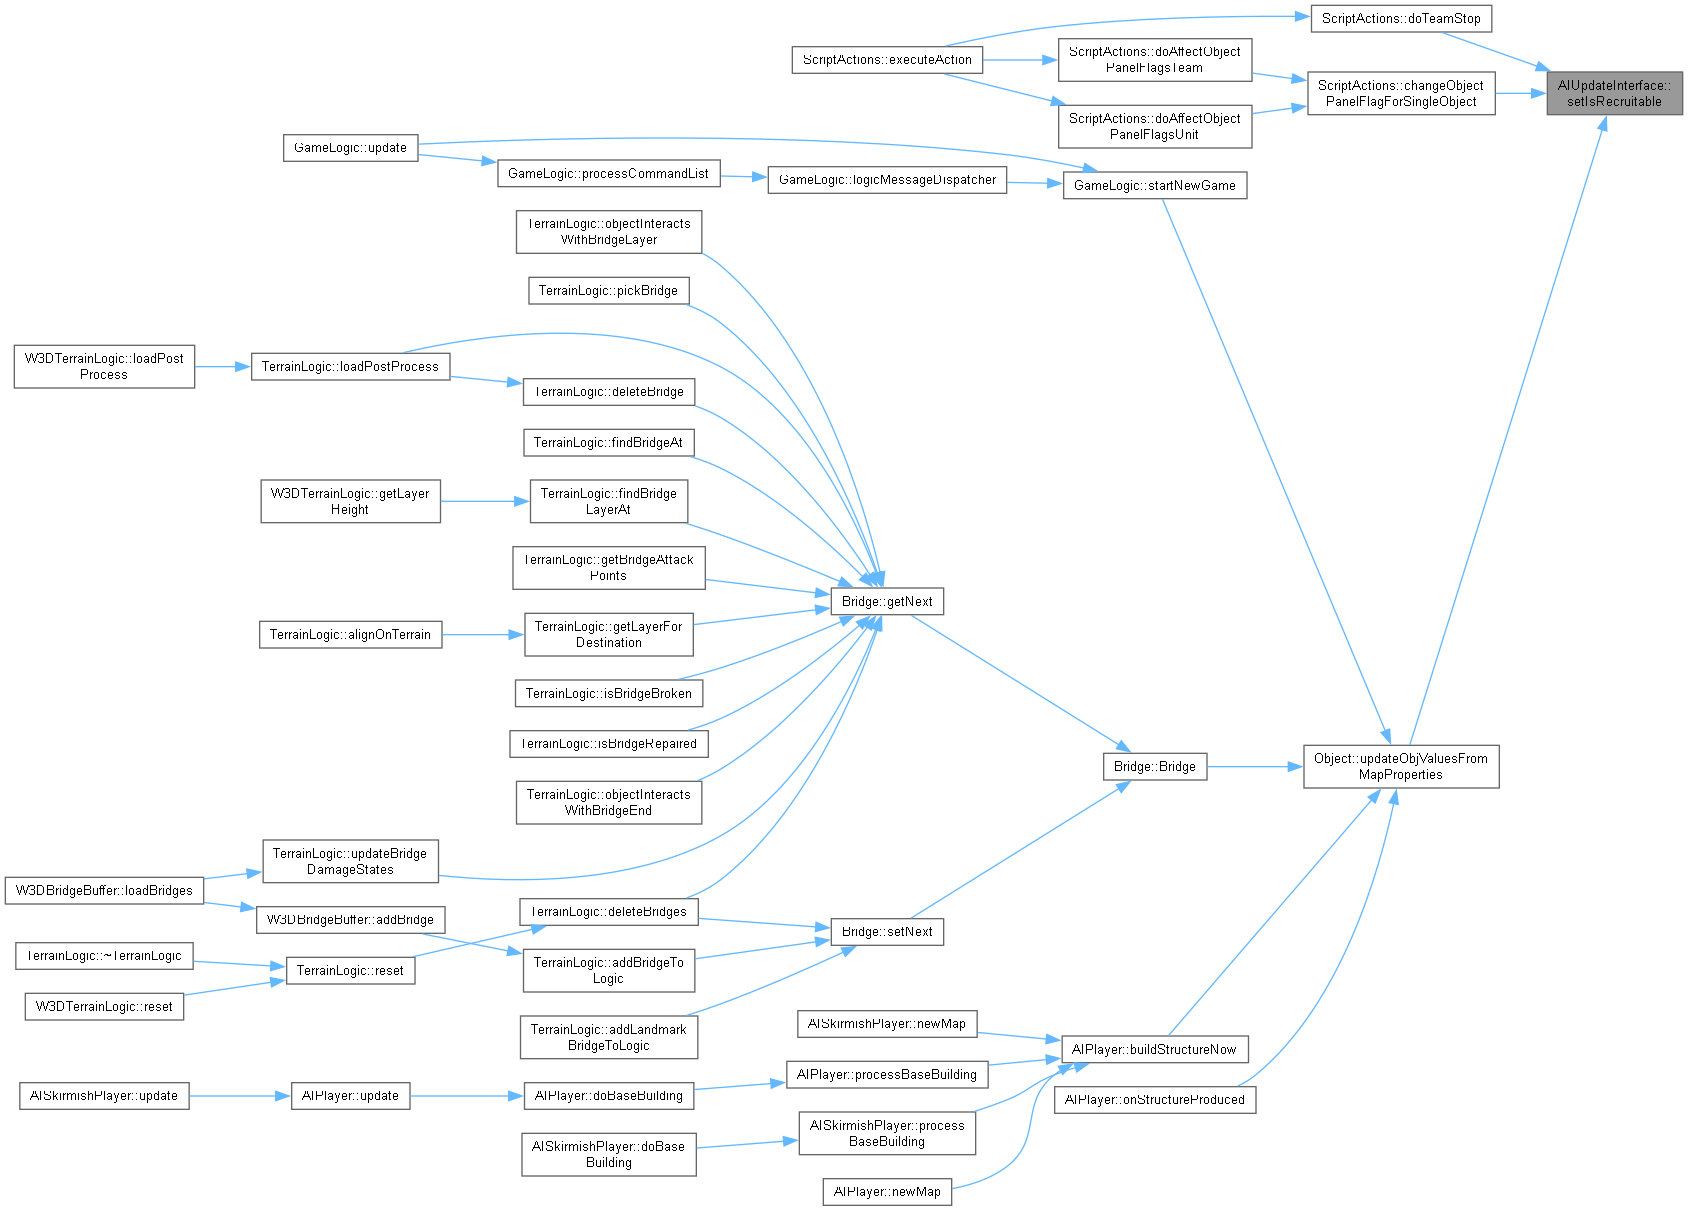 ScriptActions::doTeamStop
ScriptActions::executeAction
ScriptActions::doAffectObject
PanelFlagsTeam
ScriptActions::changeObject
PanelFlagForSingleObject
AIUpdateInterface::
setIsRecruitable
ScriptActions::doAffectObject
PanelFlagsUnit
GameLogic::update
GameLogic::processCommandList
GameLogic::logicMessageDispatcher
GameLogic::startNewGame
TerrainLogic::objectInteracts
WithBridgeLayer
TerrainLogic::pickBridge
W3DTerrainLogic::loadPost
Process
TerrainLogic::loadPostProcess
TerrainLogic::deleteBridge
TerrainLogic::findBridgeAt
W3DTerrainLogic::getLayer
Height
TerrainLogic::findBridge
LayerAt
TerrainLogic::getBridgeAttack
Points
Bridge::getNext
TerrainLogic::alignOnTerrain
TerrainLogic::getLayerFor
Destination
TerrainLogic::isBridgeBroken
TerrainLogic::isBridgeRepaired
Bridge::Bridge
Object::updateObjValuesFrom
MapProperties
TerrainLogic::objectInteracts
WithBridgeEnd
TerrainLogic::updateBridge
DamageStates
W3DBridgeBuffer::loadBridges
W3DBridgeBuffer::addBridge
TerrainLogic::deleteBridges
Bridge::setNext
TerrainLogic::~TerrainLogic
TerrainLogic::reset
TerrainLogic::addBridgeTo
Logic
W3DTerrainLogic::reset
TerrainLogic::addLandmark
BridgeToLogic
AISkirmishPlayer::newMap
AIPlayer::buildStructureNow
AIPlayer::processBaseBuilding
AISkirmishPlayer::update
AIPlayer::update
AIPlayer::doBaseBuilding
AIPlayer::onStructureProduced
AISkirmishPlayer::process
BaseBuilding
AISkirmishPlayer::doBase
Building
AIPlayer::newMap